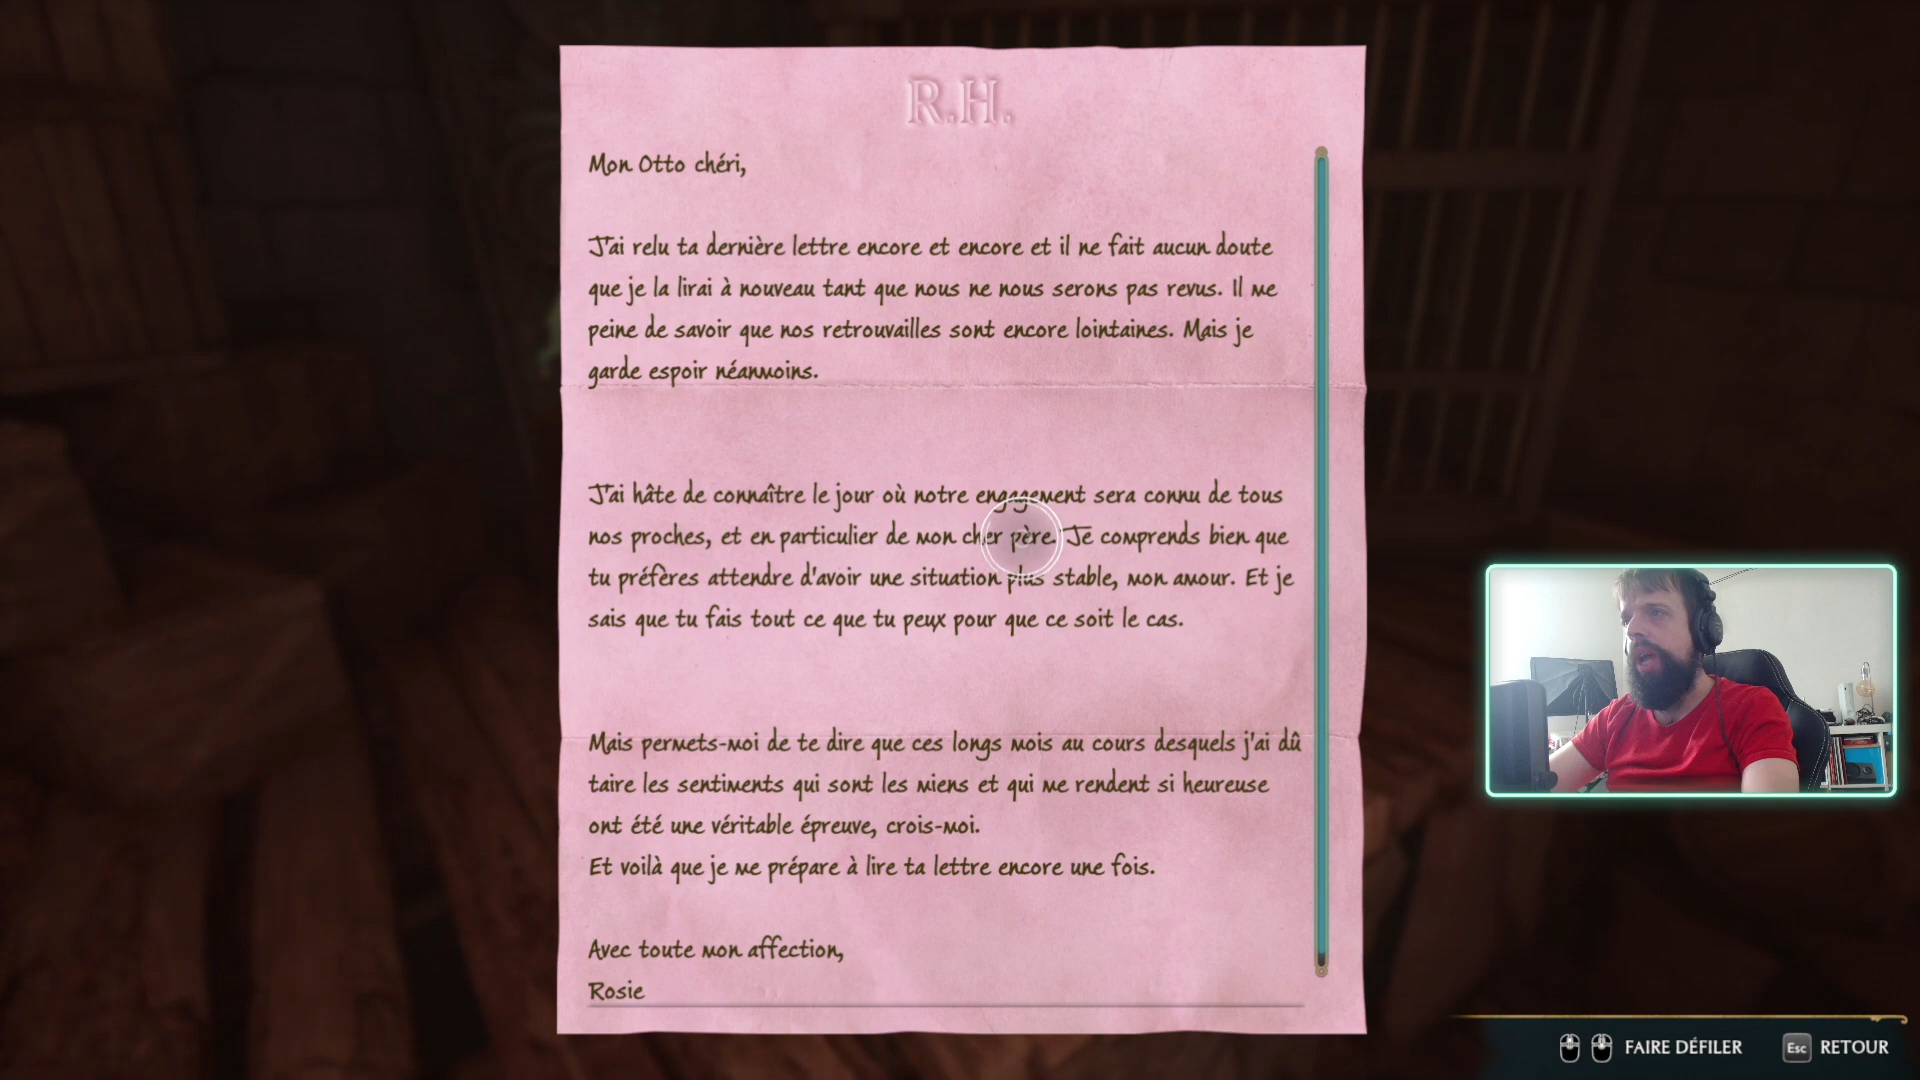 R.H.
Mon Otto chéri,
J'ai relu ta dernière lettre encore et encore et il ne fait aucun doute
que je la lirai à nouveau tant que nous ne nous serons pas revus. Il me
peine de savoir que nos retrouvailles sont encore lointaines. Mais je
garde espoir néanmoins.
J'ai hâte de connaître le jour où notre engagement sera connu de tous
nos proches, et en particulier de mon cher père. Je comprends bien que
tu préfères attendre d'avoir une situation plus stable, mon amour. Et je
sais que tu fais tout ce que tu peux pour que ce soit le cas.
Mais permets-moi de te dire que ces longs mois au cours desquels j'ai dû
taire les sentiments qui sont les miens et qui me rendent si heureuse
ont été une véritable épreuve, crois-moi.
Et voilà que je me prépare à lire ta lettre encore une fois.
Avec toute mon affection,
Rosie
FAIRE DÉFILER
Esc RETOUR